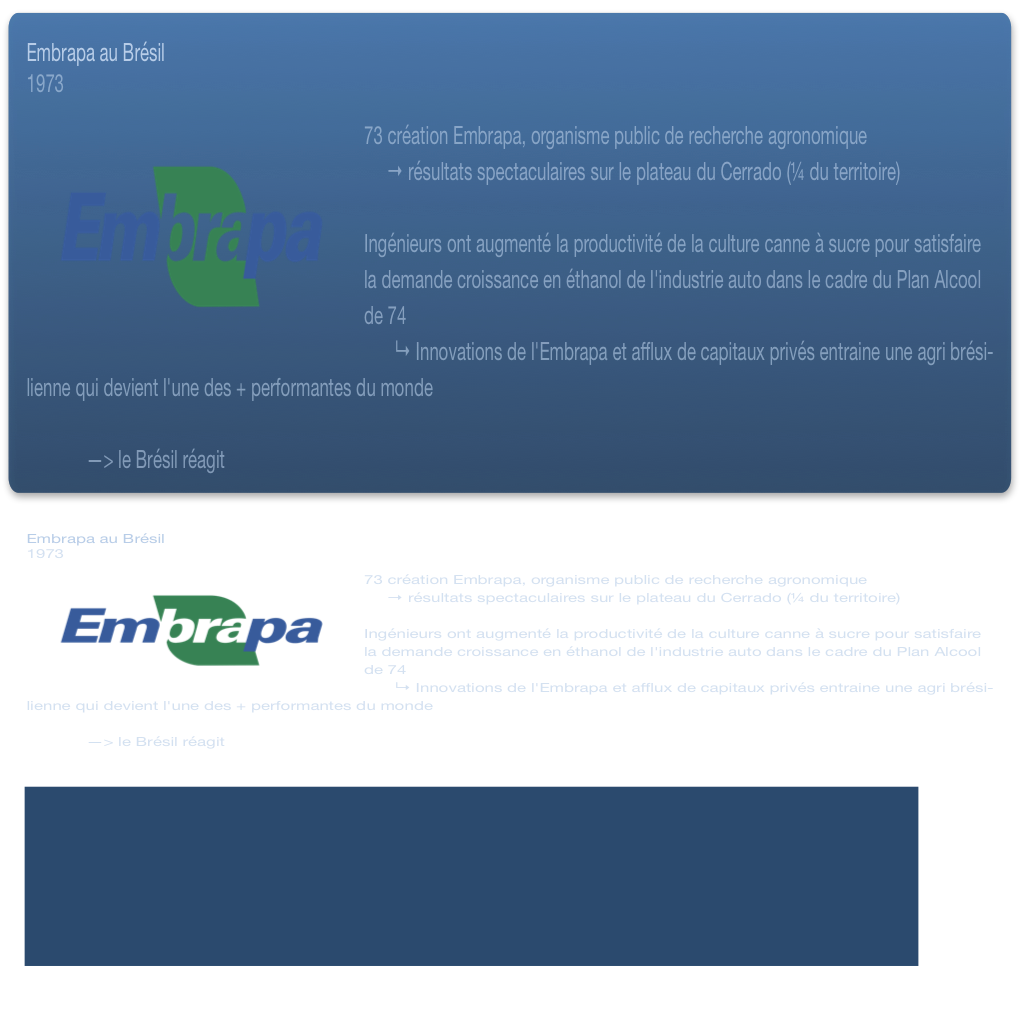 Embrapa au Brésil
1973
73 création Embrapa, organisme public de recherche agronomique
→ résultats spectaculaires sur le plateau du Cerrado (¼ du territoire)
Embrapa
Ingénieurs ont augmenté la productivité de la culture canne à sucre pour satisfaire
la demande croissance en éthanol de l'industrie auto dans le cadre du Plan Alcool
de 74
↳ Innovations de l'Embrapa et afflux de capitaux privés entraine une agri brési-
lienne qui devient l'une des + performantes du monde
—> le Brésil réagit
Embrapa au Brésil
1973
73 création Embrapa, organisme public de recherche agronomique
→ résultats spectaculaires sur le plateau du Cerrado (¼ du territoire)
Embrapa
Ingénieurs ont augmenté la productivité de la culture canne à sucre pour satisfaire
la demande croissance en éthanol de l'industrie auto dans le cadre du Plan Alcool
de 74
↳ Innovations de l'Embrapa et afflux de capitaux privés entraine une agri brési-
lienne qui devient l'une des + performantes du monde
—> le Brésil réagit